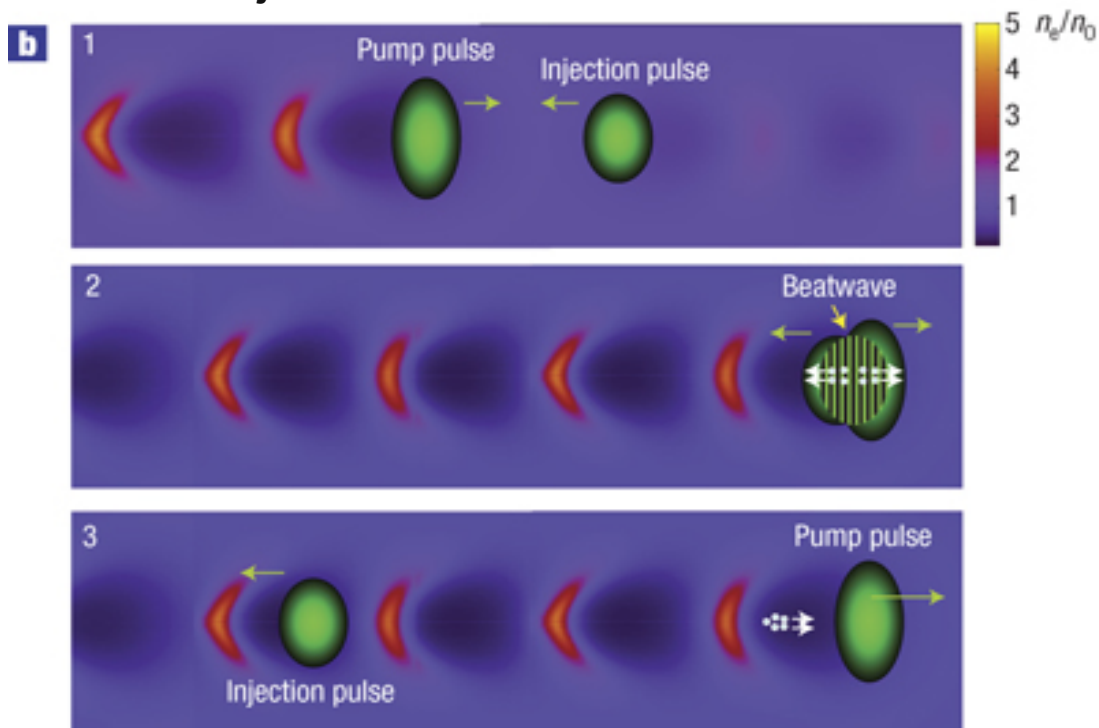 b
1
Pump pulse
Injection pulse
5 nₑ/n₀
4
3
2
1
2
Beatwave
3
Pump pulse
Injection pulse